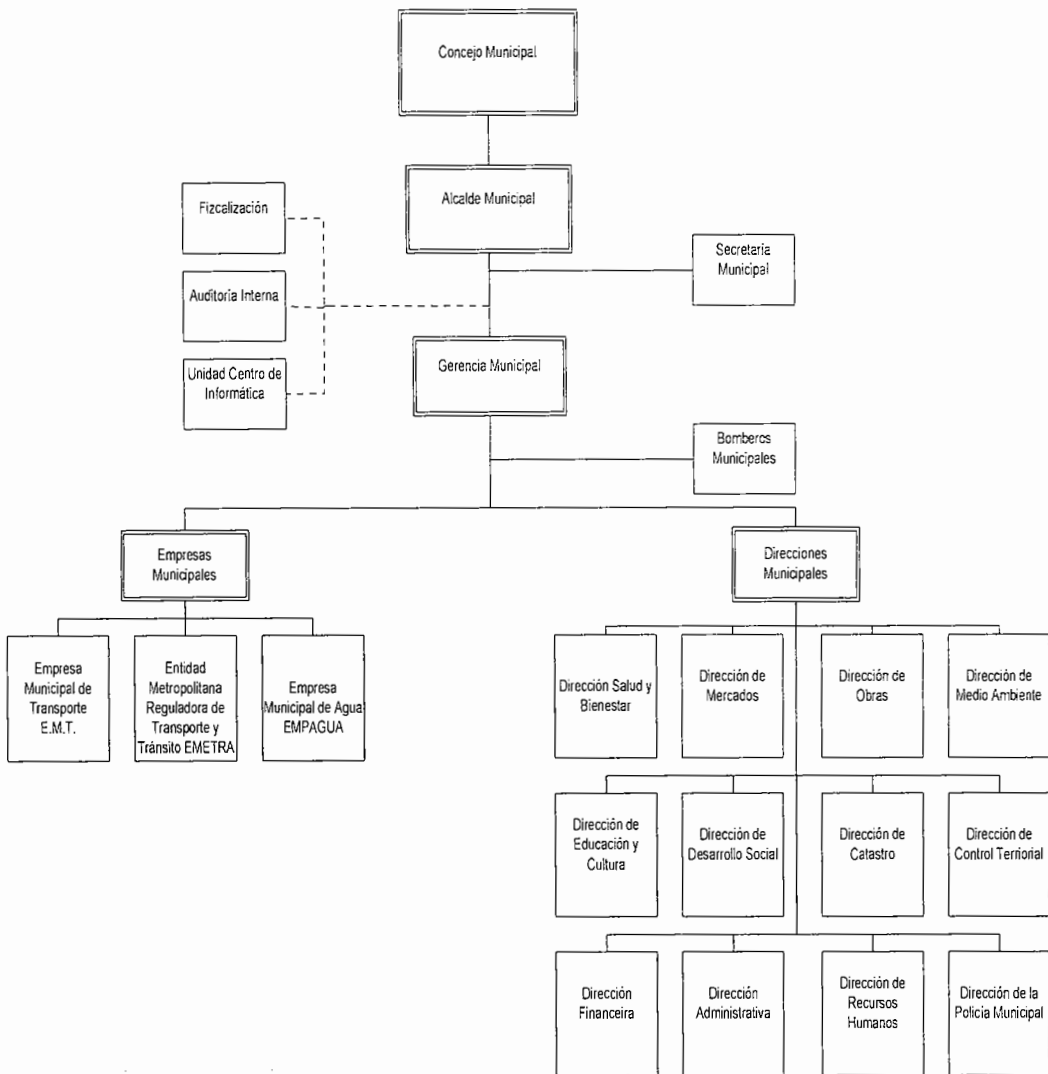 Concejo Municipal
Alcalde Municipal
Fizcalización
Secretaria
Municipal
Auditoria Interna
Gerencia Municipal
Unidad Centro de
Informática
Bomberos
Municipales
Empresas
Municipales
Direcciones
Municipales
Empresa
Municipal de
Transporte
E.M.T.
Entidad
Metropolitana
Reguladora de
Transporte y
Tránsito EMETRA
Empresa
Municipal de Agua
EMPAGUA
Dirección Salud y
Bienestar
Dirección de
Mercados
Dirección de
Obras
Dirección de
Medio Ambiente
Dirección de
Educación y
Cultura
Dirección de
Desarrollo Social
Dirección de
Catastro
Dirección de
Control Terriorial
Dirección
Financeira
Dirección
Administrativa
Dirección de
Recursos
Humanos
Dirección de la
Policia Municipal